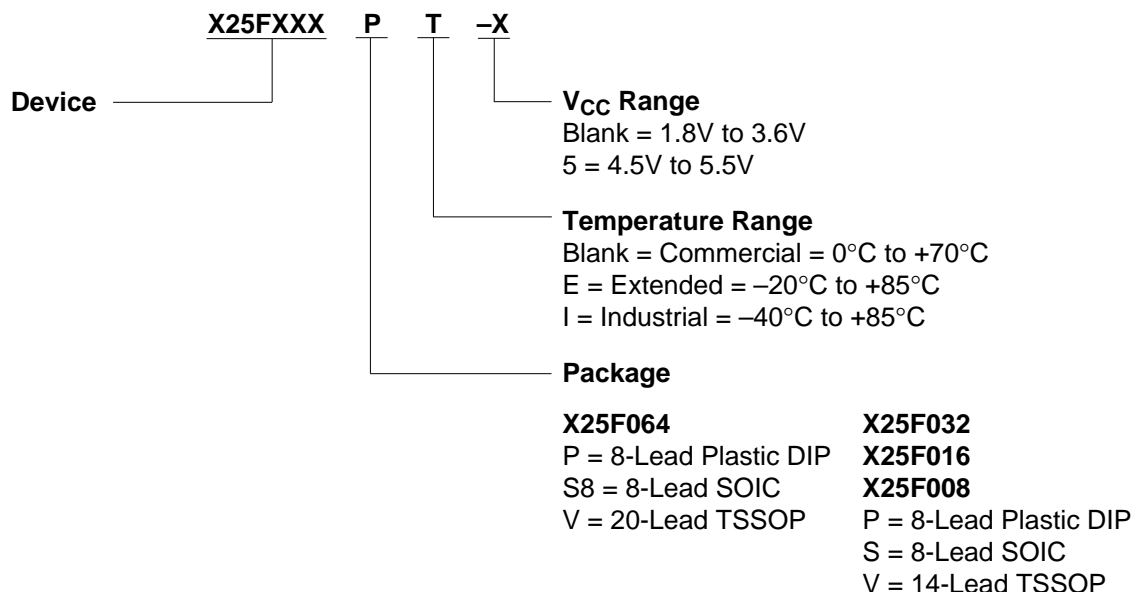 X25FXXX P T –X
Device
VCC Range
Blank = 1.8V to 3.6V
5 = 4.5V to 5.5V
Temperature Range
Blank = Commercial = 0°C to +70°C
E = Extended = –20°C to +85°C
I = Industrial = –40°C to +85°C
Package
X25F064
P = 8-Lead Plastic DIP
S8 = 8-Lead SOIC
V = 20-Lead TSSOP
X25F032
X25F016
X25F008
P = 8-Lead Plastic DIP
S = 8-Lead SOIC
V = 14-Lead TSSOP